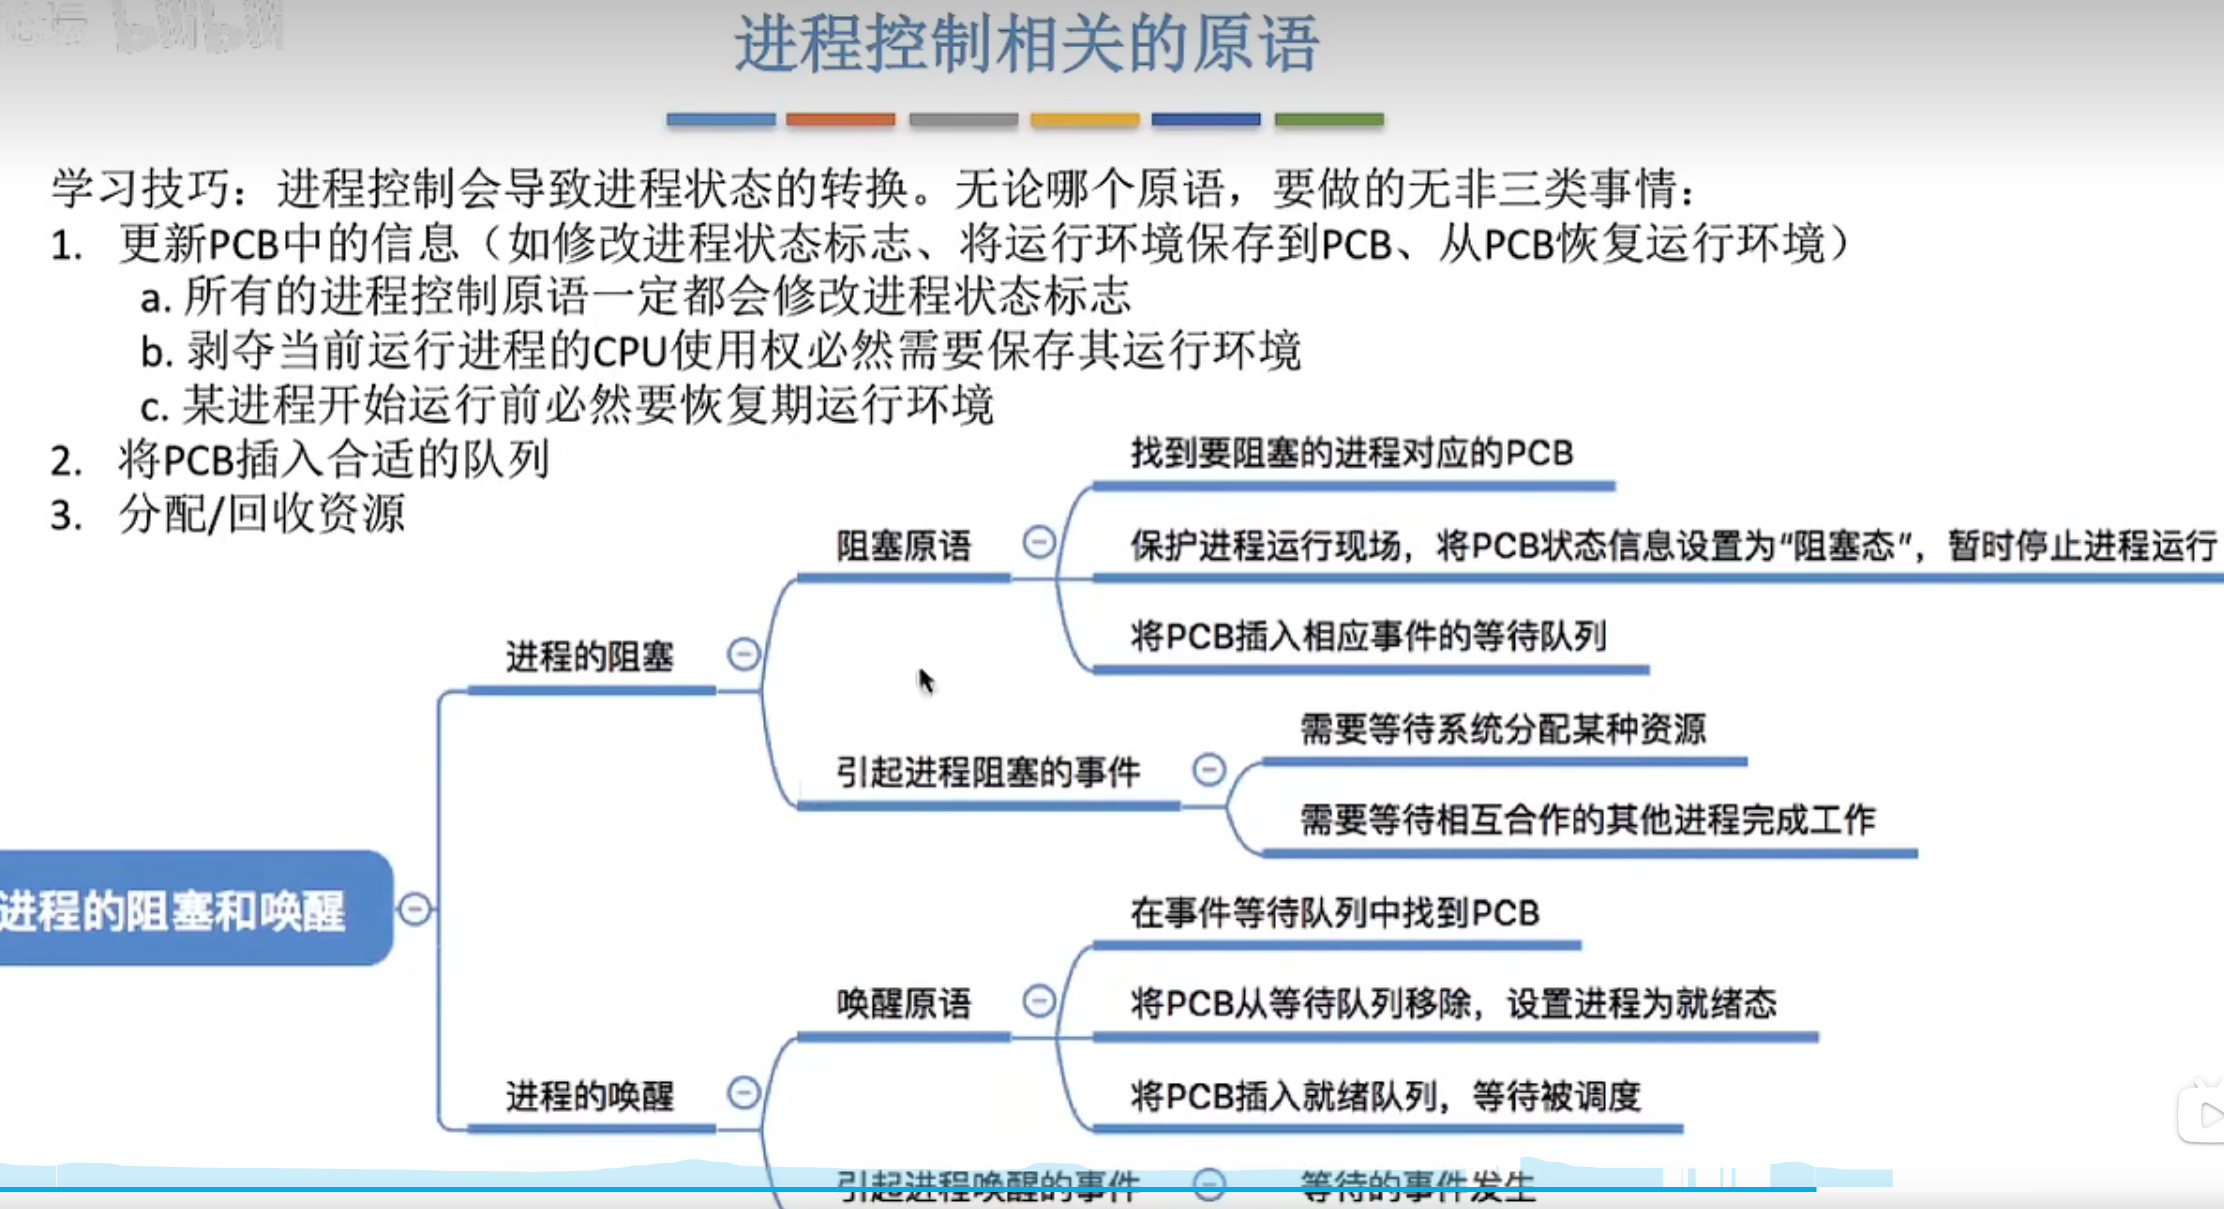 bilibili
进程控制相关的原语
学习技巧：进程控制会导致进程状态的转换。无论哪个原语，要做的无非三类事情：
1. 更新PCB中的信息（如修改进程状态标志、将运行环境保存到PCB、从PCB恢复运行环境）
a. 所有的进程控制原语一定都会修改进程状态标志
b. 剥夺当前运行进程的CPU使用权必然需要保存其运行环境
c. 某进程开始运行前必然要恢复期运行环境
2. 将PCB插入合适的队列
3. 分配/回收资源
进程的阻塞和唤醒
进程的阻塞
阻塞原语
找到要阻塞的进程对应的PCB
保护进程运行现场，将PCB状态信息设置为“阻塞态”，暂时停止进程运行
将PCB插入相应事件的等待队列
引起进程阻塞的事件
需要等待系统分配某种资源
需要等待相互合作的其他进程完成工作
进程的唤醒
唤醒原语
在事件等待队列中找到PCB
将PCB从等待队列移除，设置进程为就绪态
将PCB插入就绪队列，等待被调度
引起进程唤醒的事件
等待的事件发生